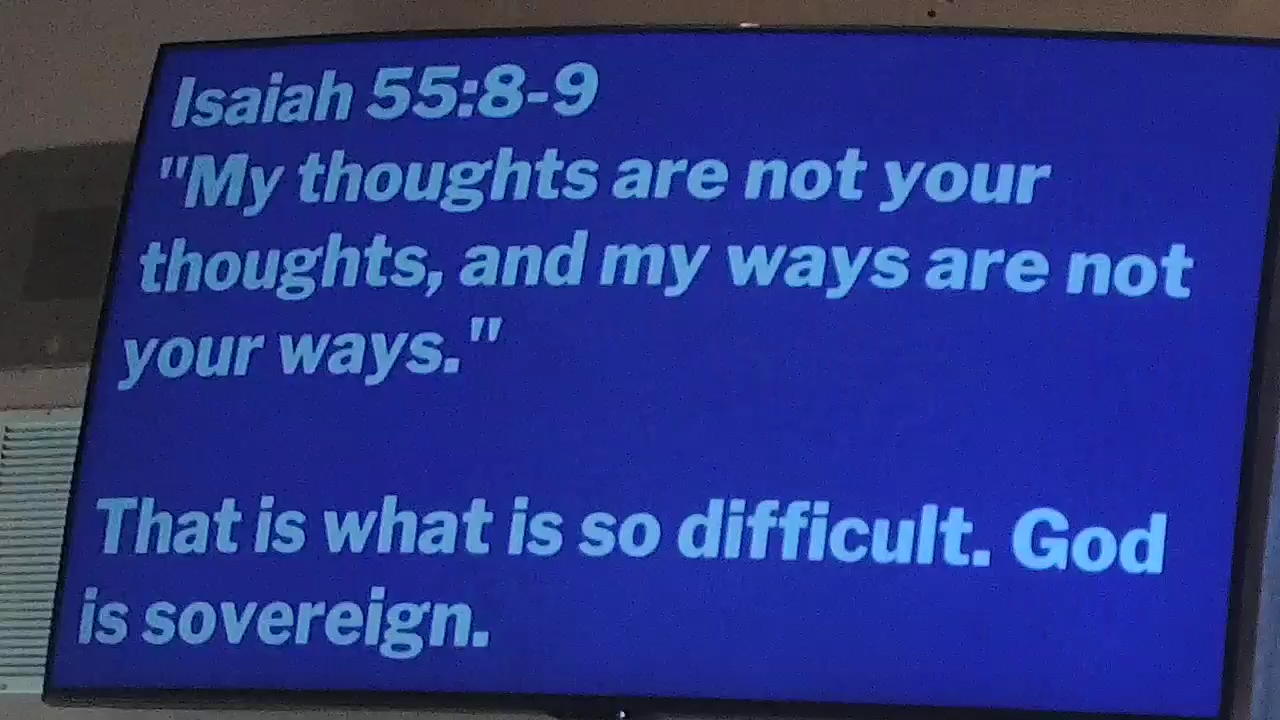 Isaiah 55:8-9
"My thoughts are not your
thoughts, and my ways are not
your ways."
That is what is so difficult. God
is sovereign.